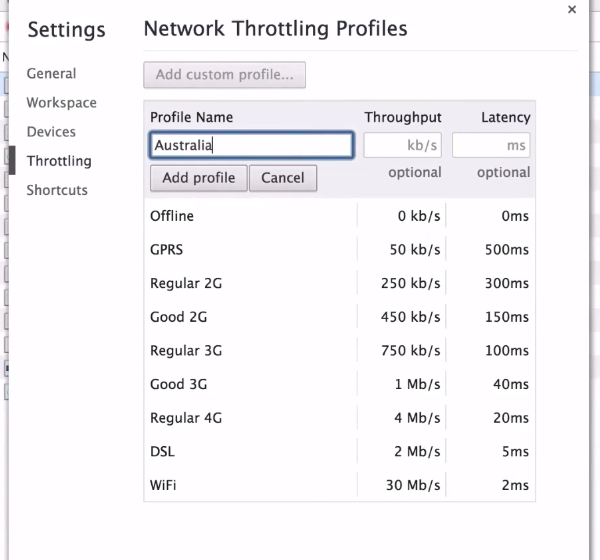 Settings
General
Workspace
Devices
Throttling
Shortcuts
×
Network Throttling Profiles
Add custom profile...
Profile Name Throughput Latency
Australia kb/s ms
Add profile Cancel optional optional
Offline 0 kb/s 0ms
GPRS 50 kb/s 500ms
Regular 2G 250 kb/s 300ms
Good 2G 450 kb/s 150ms
Regular 3G 750 kb/s 100ms
Good 3G 1 Mb/s 40ms
Regular 4G 4 Mb/s 20ms
DSL 2 Mb/s 5ms
WiFi 30 Mb/s 2ms